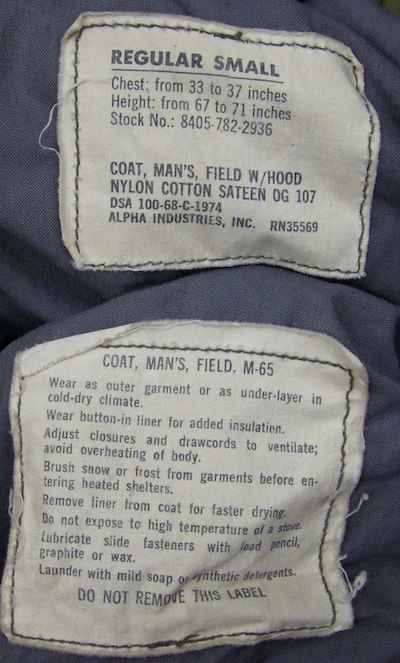 REGULAR SMALL
Chest; from 33 to 37 inches
Height: from 67 to 71 inches
Stock No.: 8405-782-2936
COAT, MAN'S, FIELD W/HOOD
NYLON COTTON SATEEN OG 107
DSA 100-68-C-1974
ALPHA INDUSTRIES, INC. RN35569
COAT, MAN'S, FIELD, M-65
Wear as outer garment or as under-layer in
cold-dry climate.
Wear button-in liner for added insulation.
Adjust closures and drawcords to ventilate;
avoid overheating of body.
Brush snow or frost from garments before en-
tering heated shelters.
Remove liner from coat for faster drying.
Do not expose to high temperature of a stove.
Lubricate slide fasteners with lead pencil,
graphite or wax.
Launder with mild soap or synthetic detergents.
DO NOT REMOVE THIS LABEL